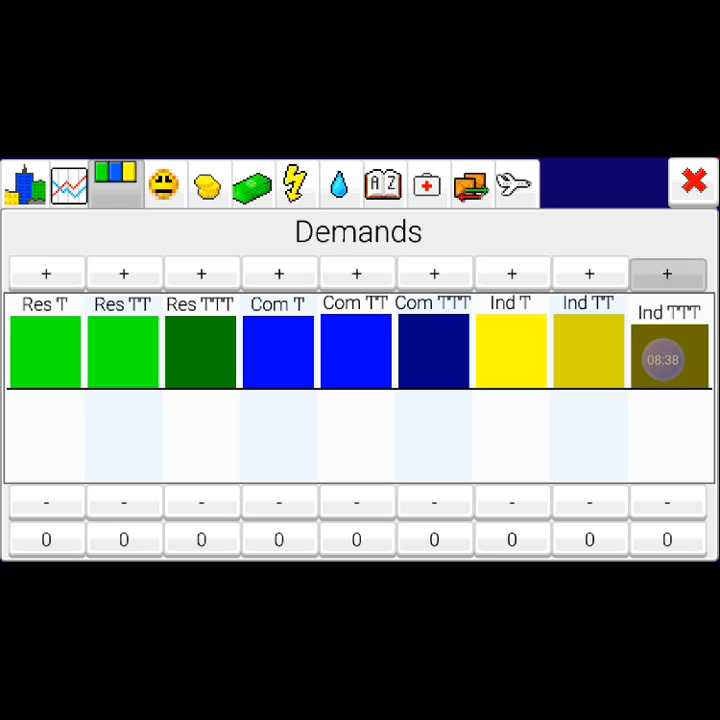 A Z
Demands
+ + + + + + + + +
Res T Res TT Res TTT Com T Com TT Com TTT Ind T Ind TT Ind TTT
08:38
- - - - - - - - -
0 0 0 0 0 0 0 0 0